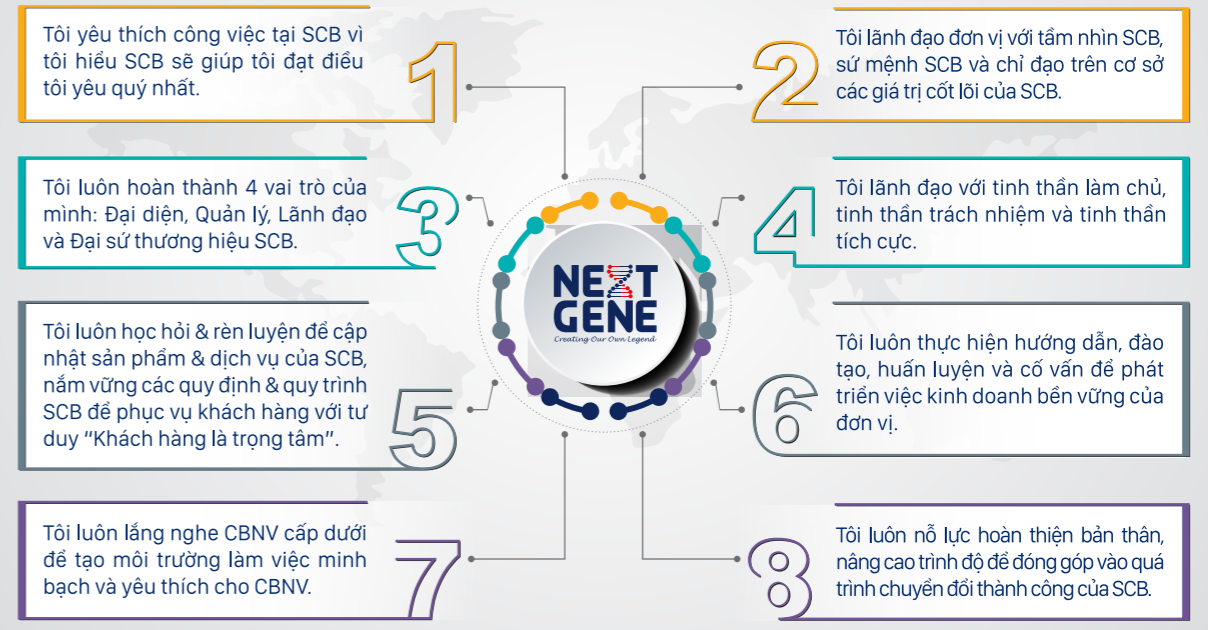 Tôi yêu thích công việc tại SCB vì
tôi hiểu SCB sẽ giúp tôi đạt điều
tôi yêu quý nhất.
1
2
Tôi lãnh đạo đơn vị với tầm nhìn SCB,
sứ mệnh SCB và chỉ đạo trên cơ sở
các giá trị cốt lõi của SCB.
Tôi luôn hoàn thành 4 vai trò của
mình: Đại diện, Quản lý, Lãnh đạo
và Đại sứ thương hiệu SCB.
3
4
Tôi lãnh đạo với tinh thần làm chủ,
tinh thần trách nhiệm và tinh thần
tích cực.
NEXT
GENE
Creating Our Own Legend
Tôi luôn học hỏi & rèn luyện để cập
nhật sản phẩm & dịch vụ của SCB,
nắm vững các quy định & quy trình
SCB để phục vụ khách hàng với tư
duy “Khách hàng là trọng tâm”.
5
6
Tôi luôn thực hiện hướng dẫn, đào
tạo, huấn luyện và cố vấn để phát
triển việc kinh doanh bền vững của
đơn vị.
Tôi luôn lắng nghe CBNV cấp dưới
để tạo môi trường làm việc minh
bạch và yêu thích cho CBNV.
7
8
Tôi luôn nỗ lực hoàn thiện bản thân,
nâng cao trình độ để đóng góp vào quá
trình chuyển đổi thành công của SCB.